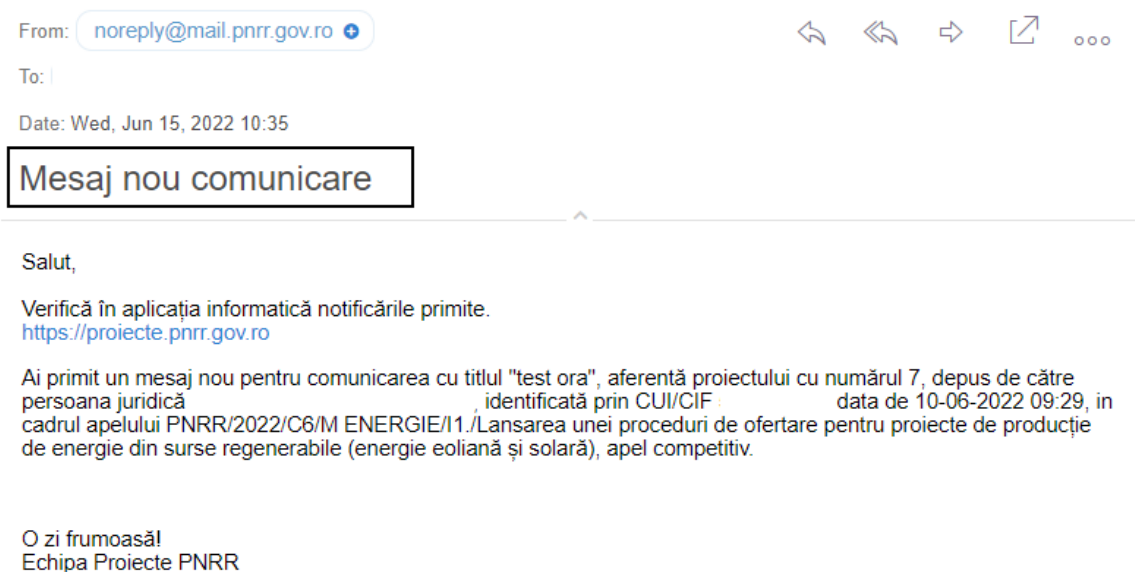 From: noreply@mail.pnrr.gov.ro
To:
Date: Wed, Jun 15, 2022 10:35
Mesaj nou comunicare
Salut,
Verifică în aplicația informatică notificările primite.
https://proiecte.pnrr.gov.ro
Ai primit un mesaj nou pentru comunicarea cu titlul "test ora", aferentă proiectului cu numărul 7, depus de către
persoana juridică , identificată prin CUI/CIF data de 10-06-2022 09:29, in
cadrul apelului PNRR/2022/C6/M ENERGIE/I1./Lansarea unei proceduri de ofertare pentru proiecte de producție
de energie din surse regenerabile (energie eoliană și solară), apel competitiv.
O zi frumoasă!
Echipa Proiecte PNRR